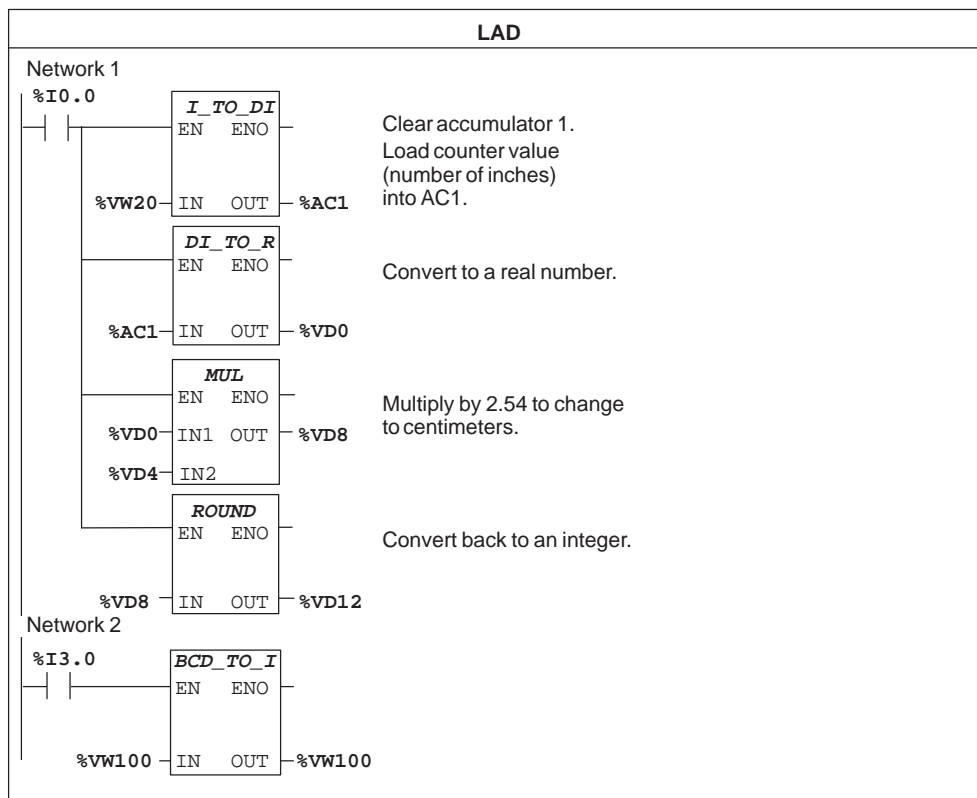 LAD
Network 1
%I0.0
I_TO_DI
EN ENO
Clear accumulator 1.
Load counter value
(number of inches)
into AC1.
%VW20 IN OUT %AC1
DI_TO_R
EN ENO
Convert to a real number.
%AC1 IN OUT %VD0
MUL
EN ENO
Multiply by 2.54 to change
to centimeters.
%VD0 IN1 OUT %VD8
%VD4 IN2
ROUND
EN ENO
Convert back to an integer.
%VD8 IN OUT %VD12
Network 2
%I3.0
BCD_TO_I
EN ENO
%VW100 IN OUT %VW100